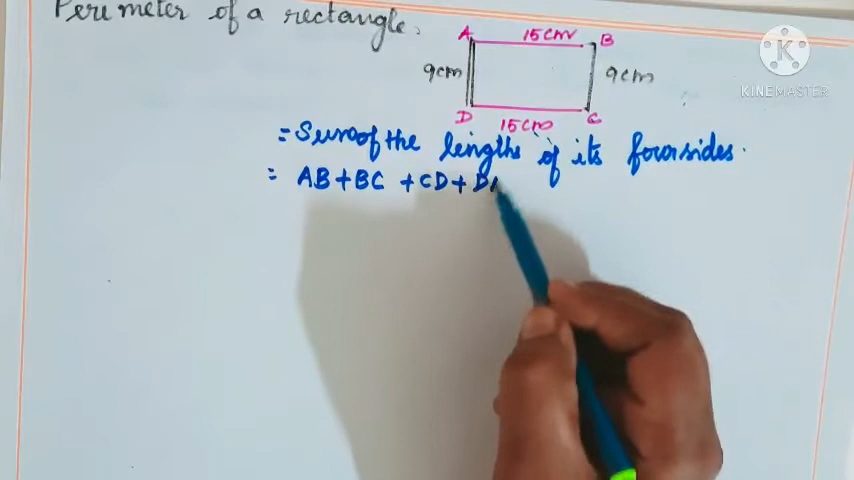 Perimeter of a rectangle.
A 15cm B
9cm 9cm
D 15cm C
= Sum of the lengths of its four sides.
= AB + BC + CD + DA
K
KINEMASTER